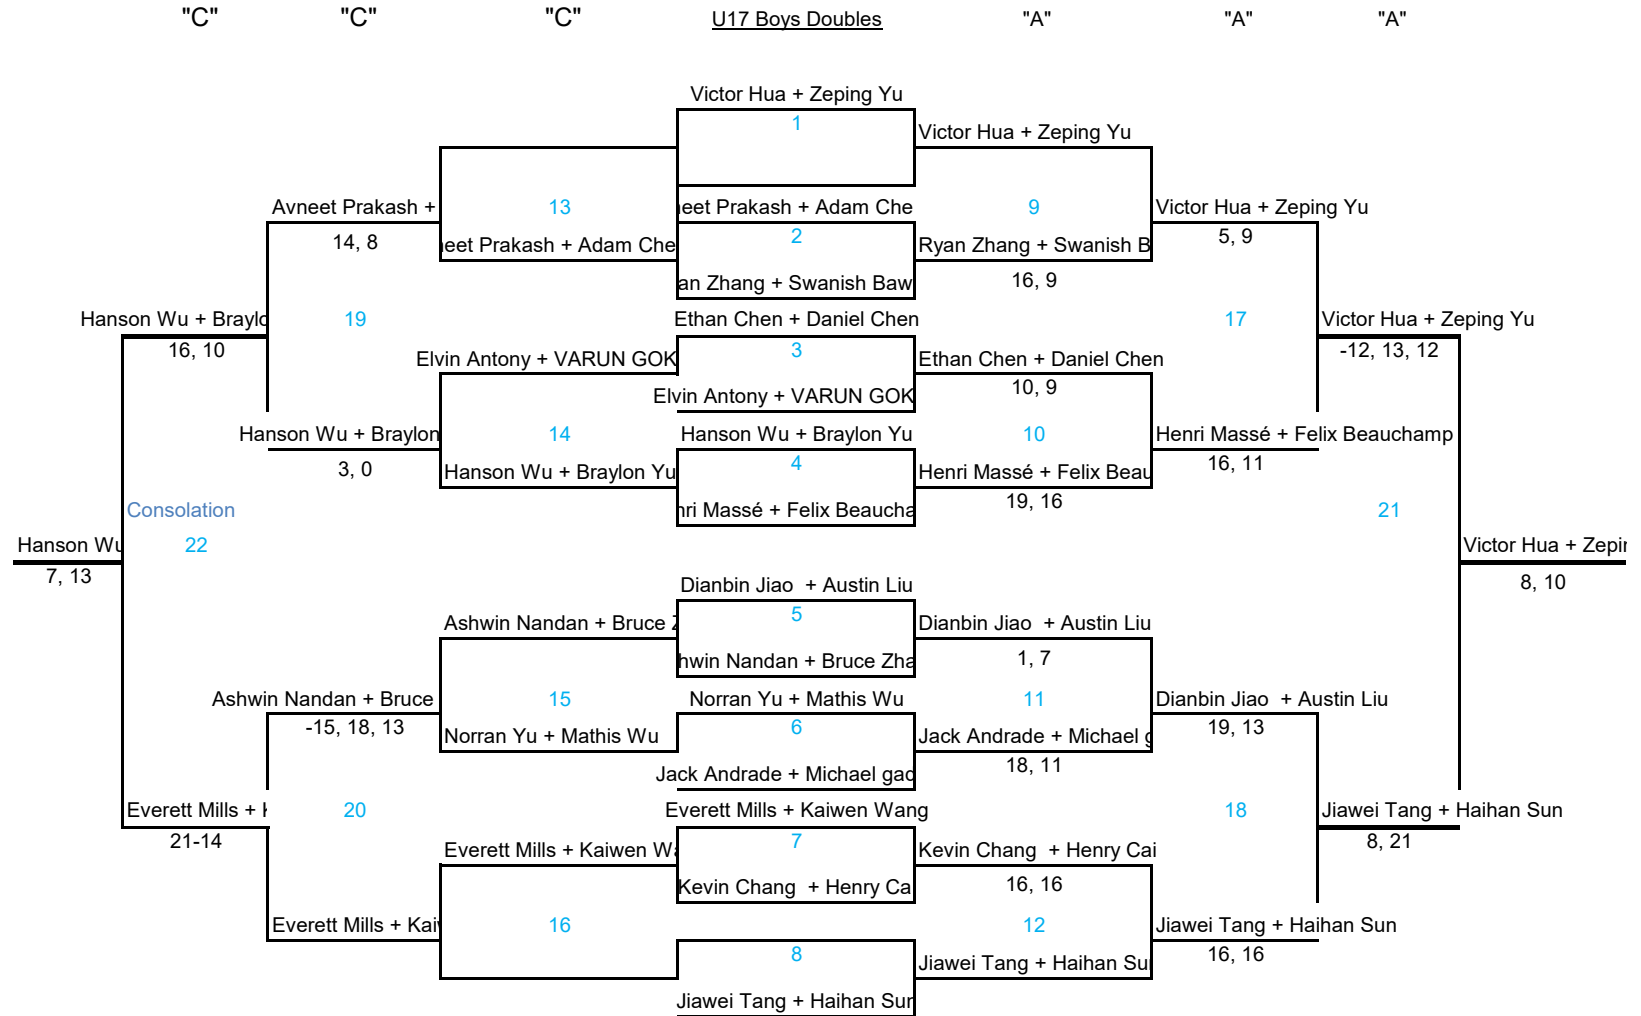 "C" "C" "C" U17 Boys Doubles "A" "A" "A"
Victor Hua + Zeping Yu
1
Victor Hua + Zeping Yu
Avneet Prakash + 13 eet Prakash + Adam Che 9 Victor Hua + Zeping Yu
14, 8 2 5, 9
eet Prakash + Adam Che Ryan Zhang + Swanish B
16, 9
an Zhang + Swanish Baw
Hanson Wu + Braylo 19 Ethan Chen + Daniel Chen 17 Victor Hua + Zeping Yu
16, 10 3 -12, 13, 12
Elvin Antony + VARUN GOK Ethan Chen + Daniel Chen
10, 9
Elvin Antony + VARUN GOK
Hanson Wu + Braylon 14 Hanson Wu + Braylon Yu 10 Henri Massé + Felix Beauchamp
3, 0 4 16, 11
Hanson Wu + Braylon Yu Henri Massé + Felix Beau
19, 16
ri Massé + Felix Beaucha
Consolation 21
Hanson Wu 22 Victor Hua + Zepin
7, 13 8, 10
Dianbin Jiao + Austin Liu
5
Ashwin Nandan + Bruce Dianbin Jiao + Austin Liu
1, 7
hwin Nandan + Bruce Zha
Ashwin Nandan + Bruce 15 Norran Yu + Mathis Wu 11 Dianbin Jiao + Austin Liu
-15, 18, 13 6 19, 13
Norran Yu + Mathis Wu Jack Andrade + Michael g
18, 11
Jack Andrade + Michael gao
Everett Mills + 20 Everett Mills + Kaiwen Wang 18 Jiawei Tang + Haihan Sun
21-14 7 8, 21
Everett Mills + Kaiwen Wa Kevin Chang + Henry Cai
16, 16
Kevin Chang + Henry Ca
Everett Mills + Kaiw 16 12 Jiawei Tang + Haihan Sun
8 16, 16
Jiawei Tang + Haihan Sun
Jiawei Tang + Haihan Sun